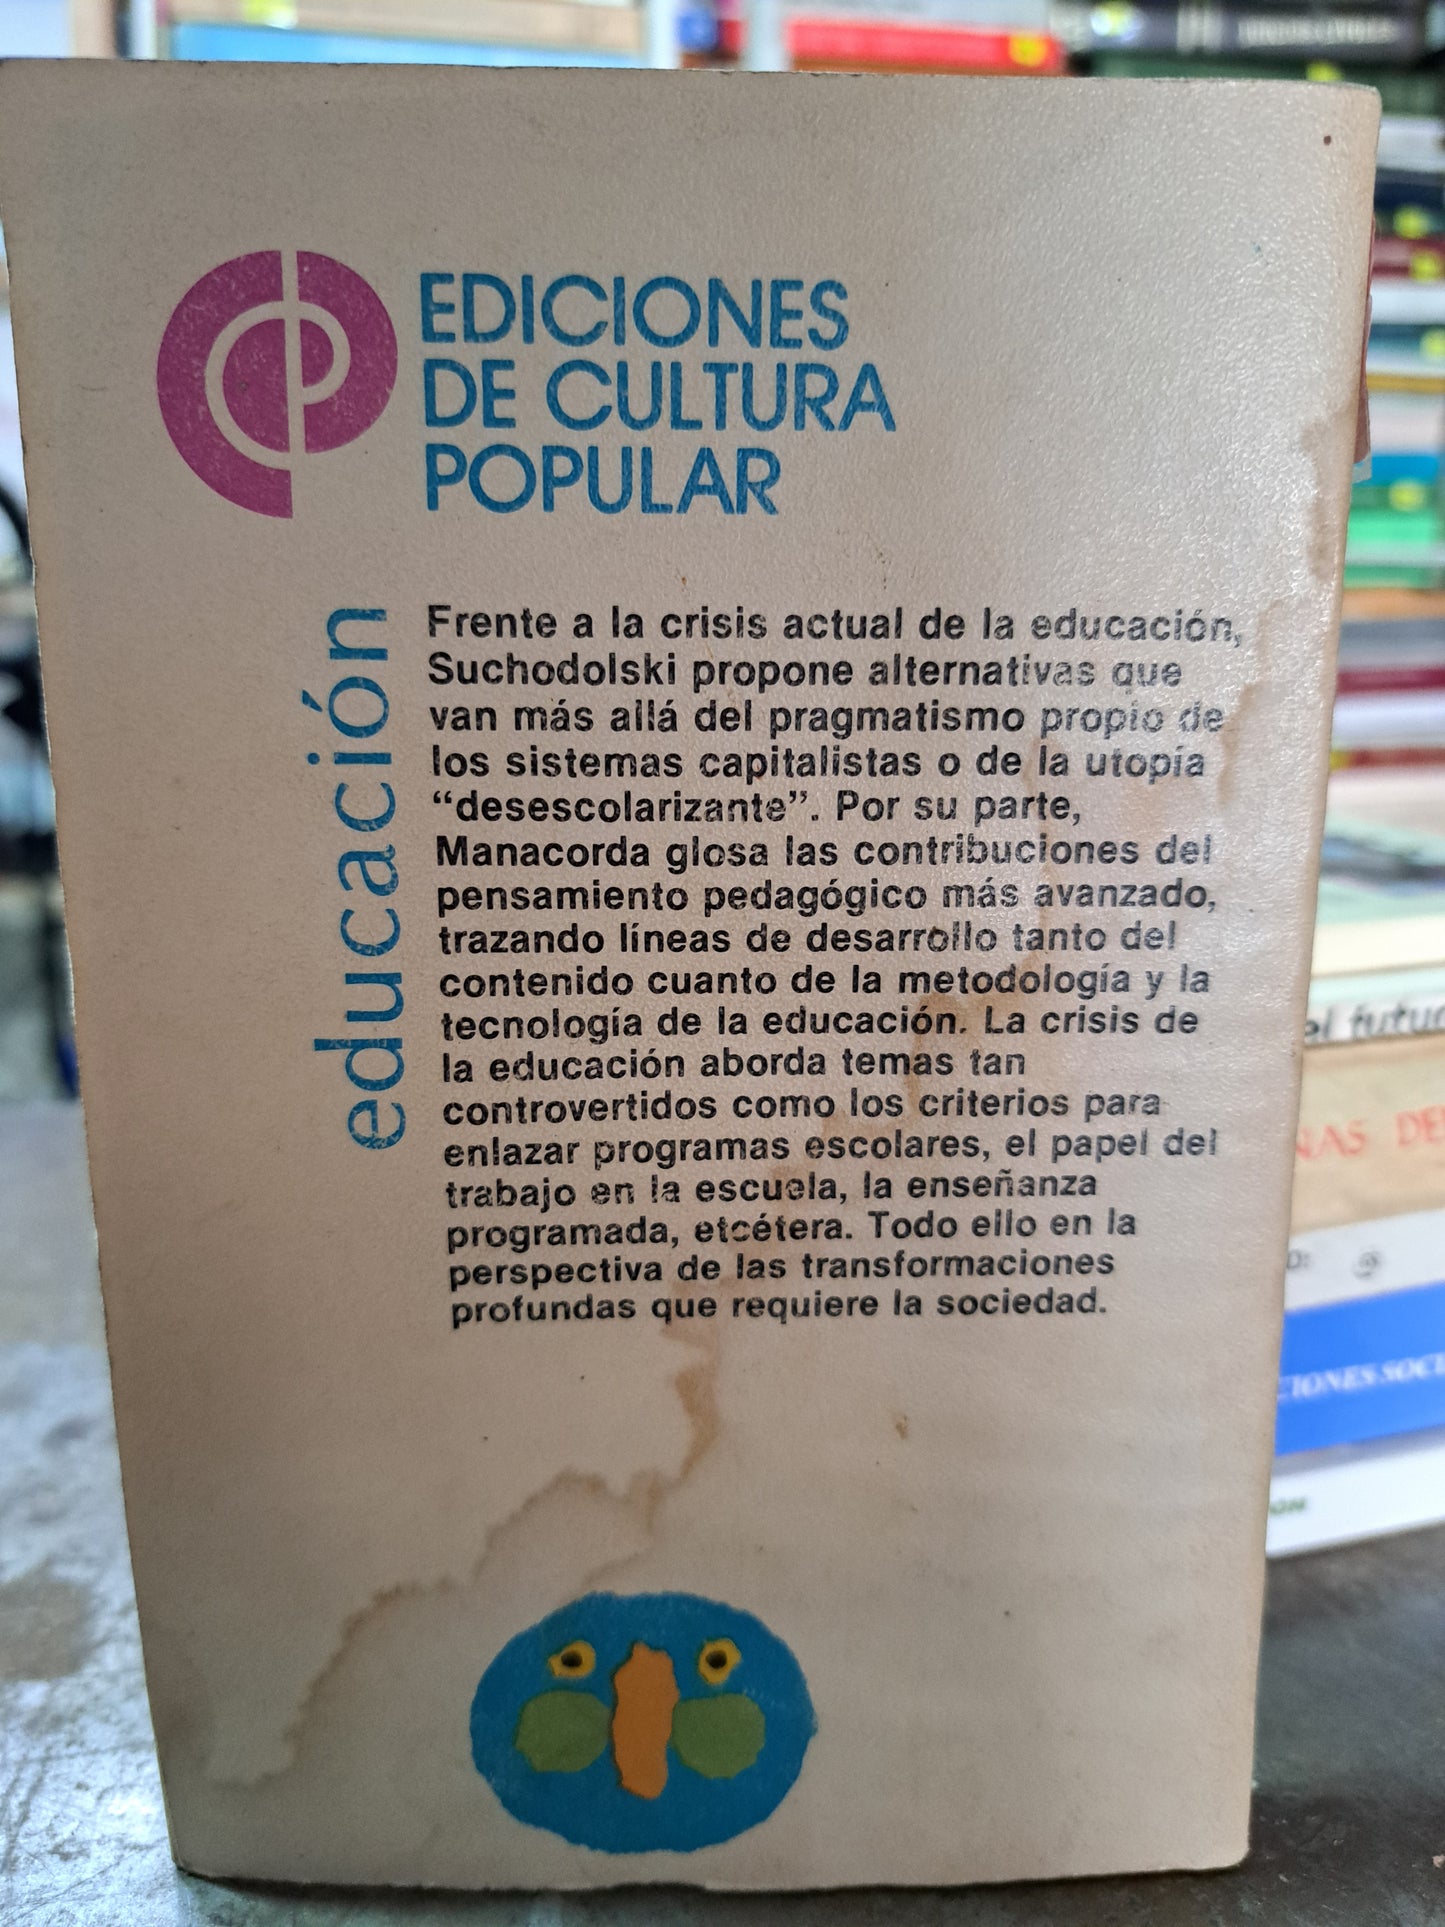 EDICIONES
DE CULTURA
POPULAR
educación
Frente a la crisis actual de la educación,
Suchodolski propone alternativas que
van más allá del pragmatismo propio de
los sistemas capitalistas o de la utopía
“desescolarizante”. Por su parte,
Manacorda glosa las contribuciones del
pensamiento pedagógico más avanzado,
trazando líneas de desarrollo tanto del
contenido cuanto de la metodología y la
tecnología de la educación. La crisis de
la educación aborda temas tan
controvertidos como los criterios para
enlazar programas escolares, el papel del
trabajo en la escuela, la enseñanza
programada, etcétera. Todo ello en la
perspectiva de las transformaciones
profundas que requiere la sociedad.
el futur